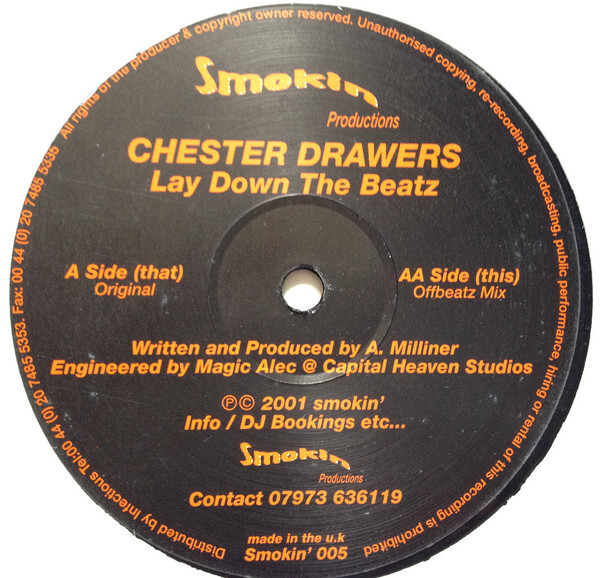 All rights of the producer & copyright owner reserved. Unauthorised copying, re-recording, broadcasting, public performance, hiring or rental of this recording is prohibited
Smokin
Productions
CHESTER DRAWERS
Lay Down The Beatz
A Side (that)
Original
AA Side (this)
Offbeatz Mix
Written and Produced by A. Milliner
Engineered by Magic Alec @ Capital Heaven Studios
℗© 2001 smokin'
Info / DJ Bookings etc...
Smokin
Productions
Contact 07973 636119
made in the u.k
Smokin' 005
Distributed by Infectious Tel:00 44 (0) 20 7485 5353. Fax: 00 44 (0) 20 7485 5335